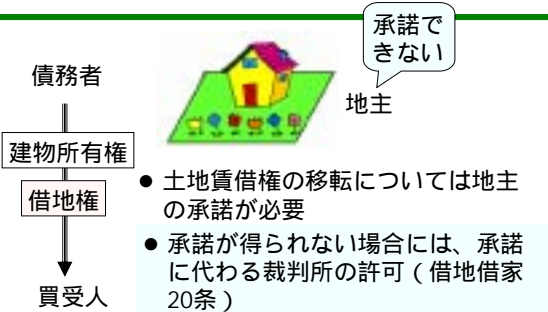 承諾で
きない
債務者
地主
建物所有権
借地権
買受人
● 土地賃借権の移転については地主
の承諾が必要
● 承諾が得られない場合には、承諾
に代わる裁判所の許可（借地借家
20条）